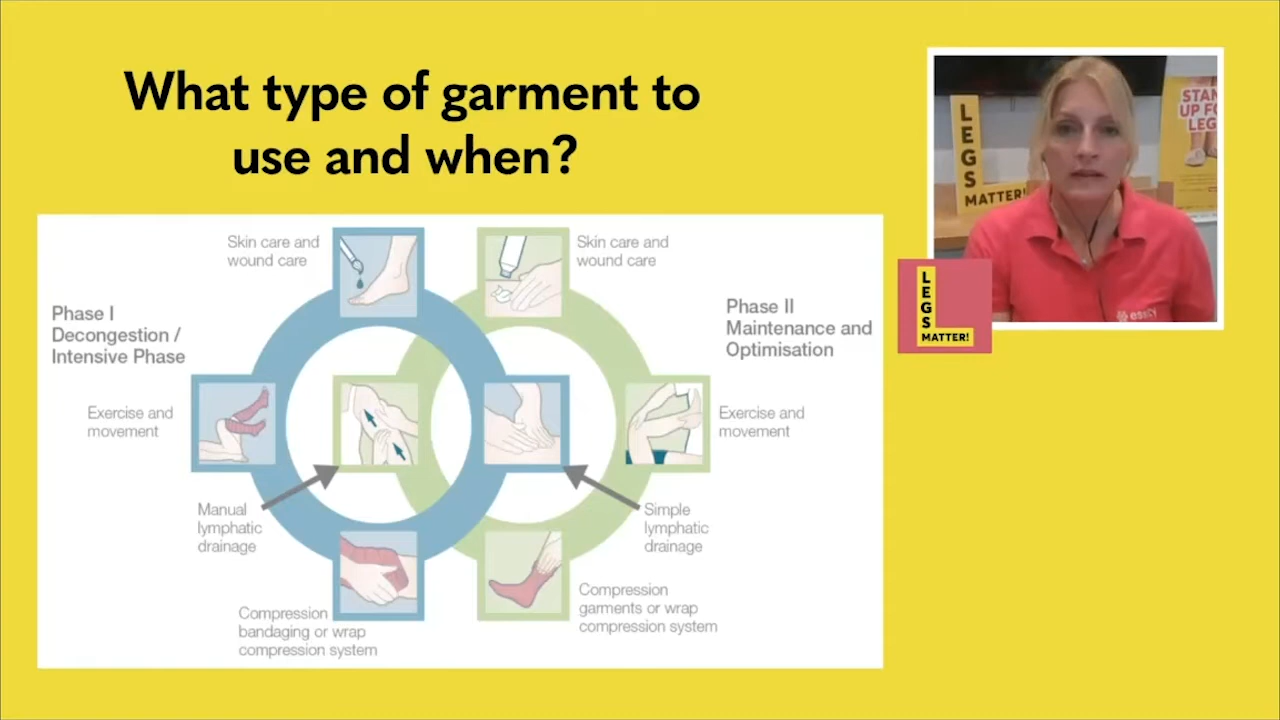 What type of garment to
use and when?
Skin care and
wound care
Skin care and
wound care
Phase I
Decongestion /
Intensive Phase
Phase II
Maintenance and
Optimisation
Exercise and
movement
Exercise and
movement
Manual
lymphatic
drainage
Simple
lymphatic
drainage
Compression
bandaging or wrap
compression system
Compression
garments or wrap
compression system
LEGS
MATTER!
STAN
UP FO
LEG
essity
LEGS
MATTER!